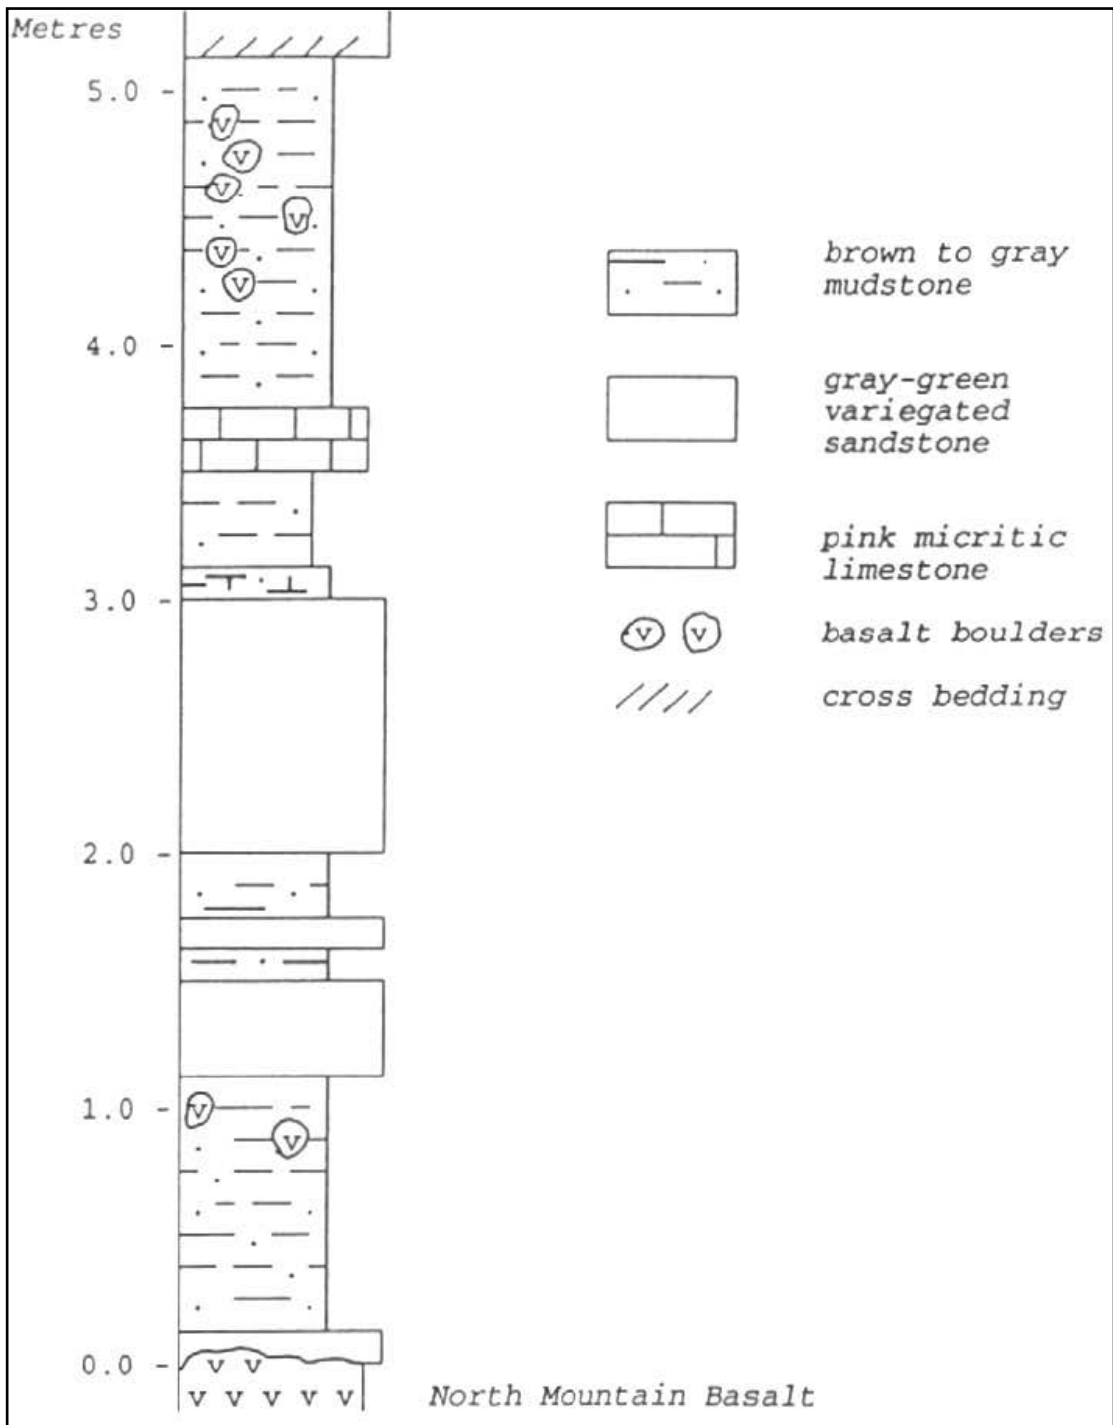 Metres
5.0 -
4.0 -
3.0 -
2.0 -
1.0 -
0.0 -
brown to gray
mudstone
gray-green
variegated
sandstone
pink micritic
limestone
v v
basalt boulders
cross bedding
v
v
v
v
v
v
v
v
v v
v v v v v
North Mountain Basalt